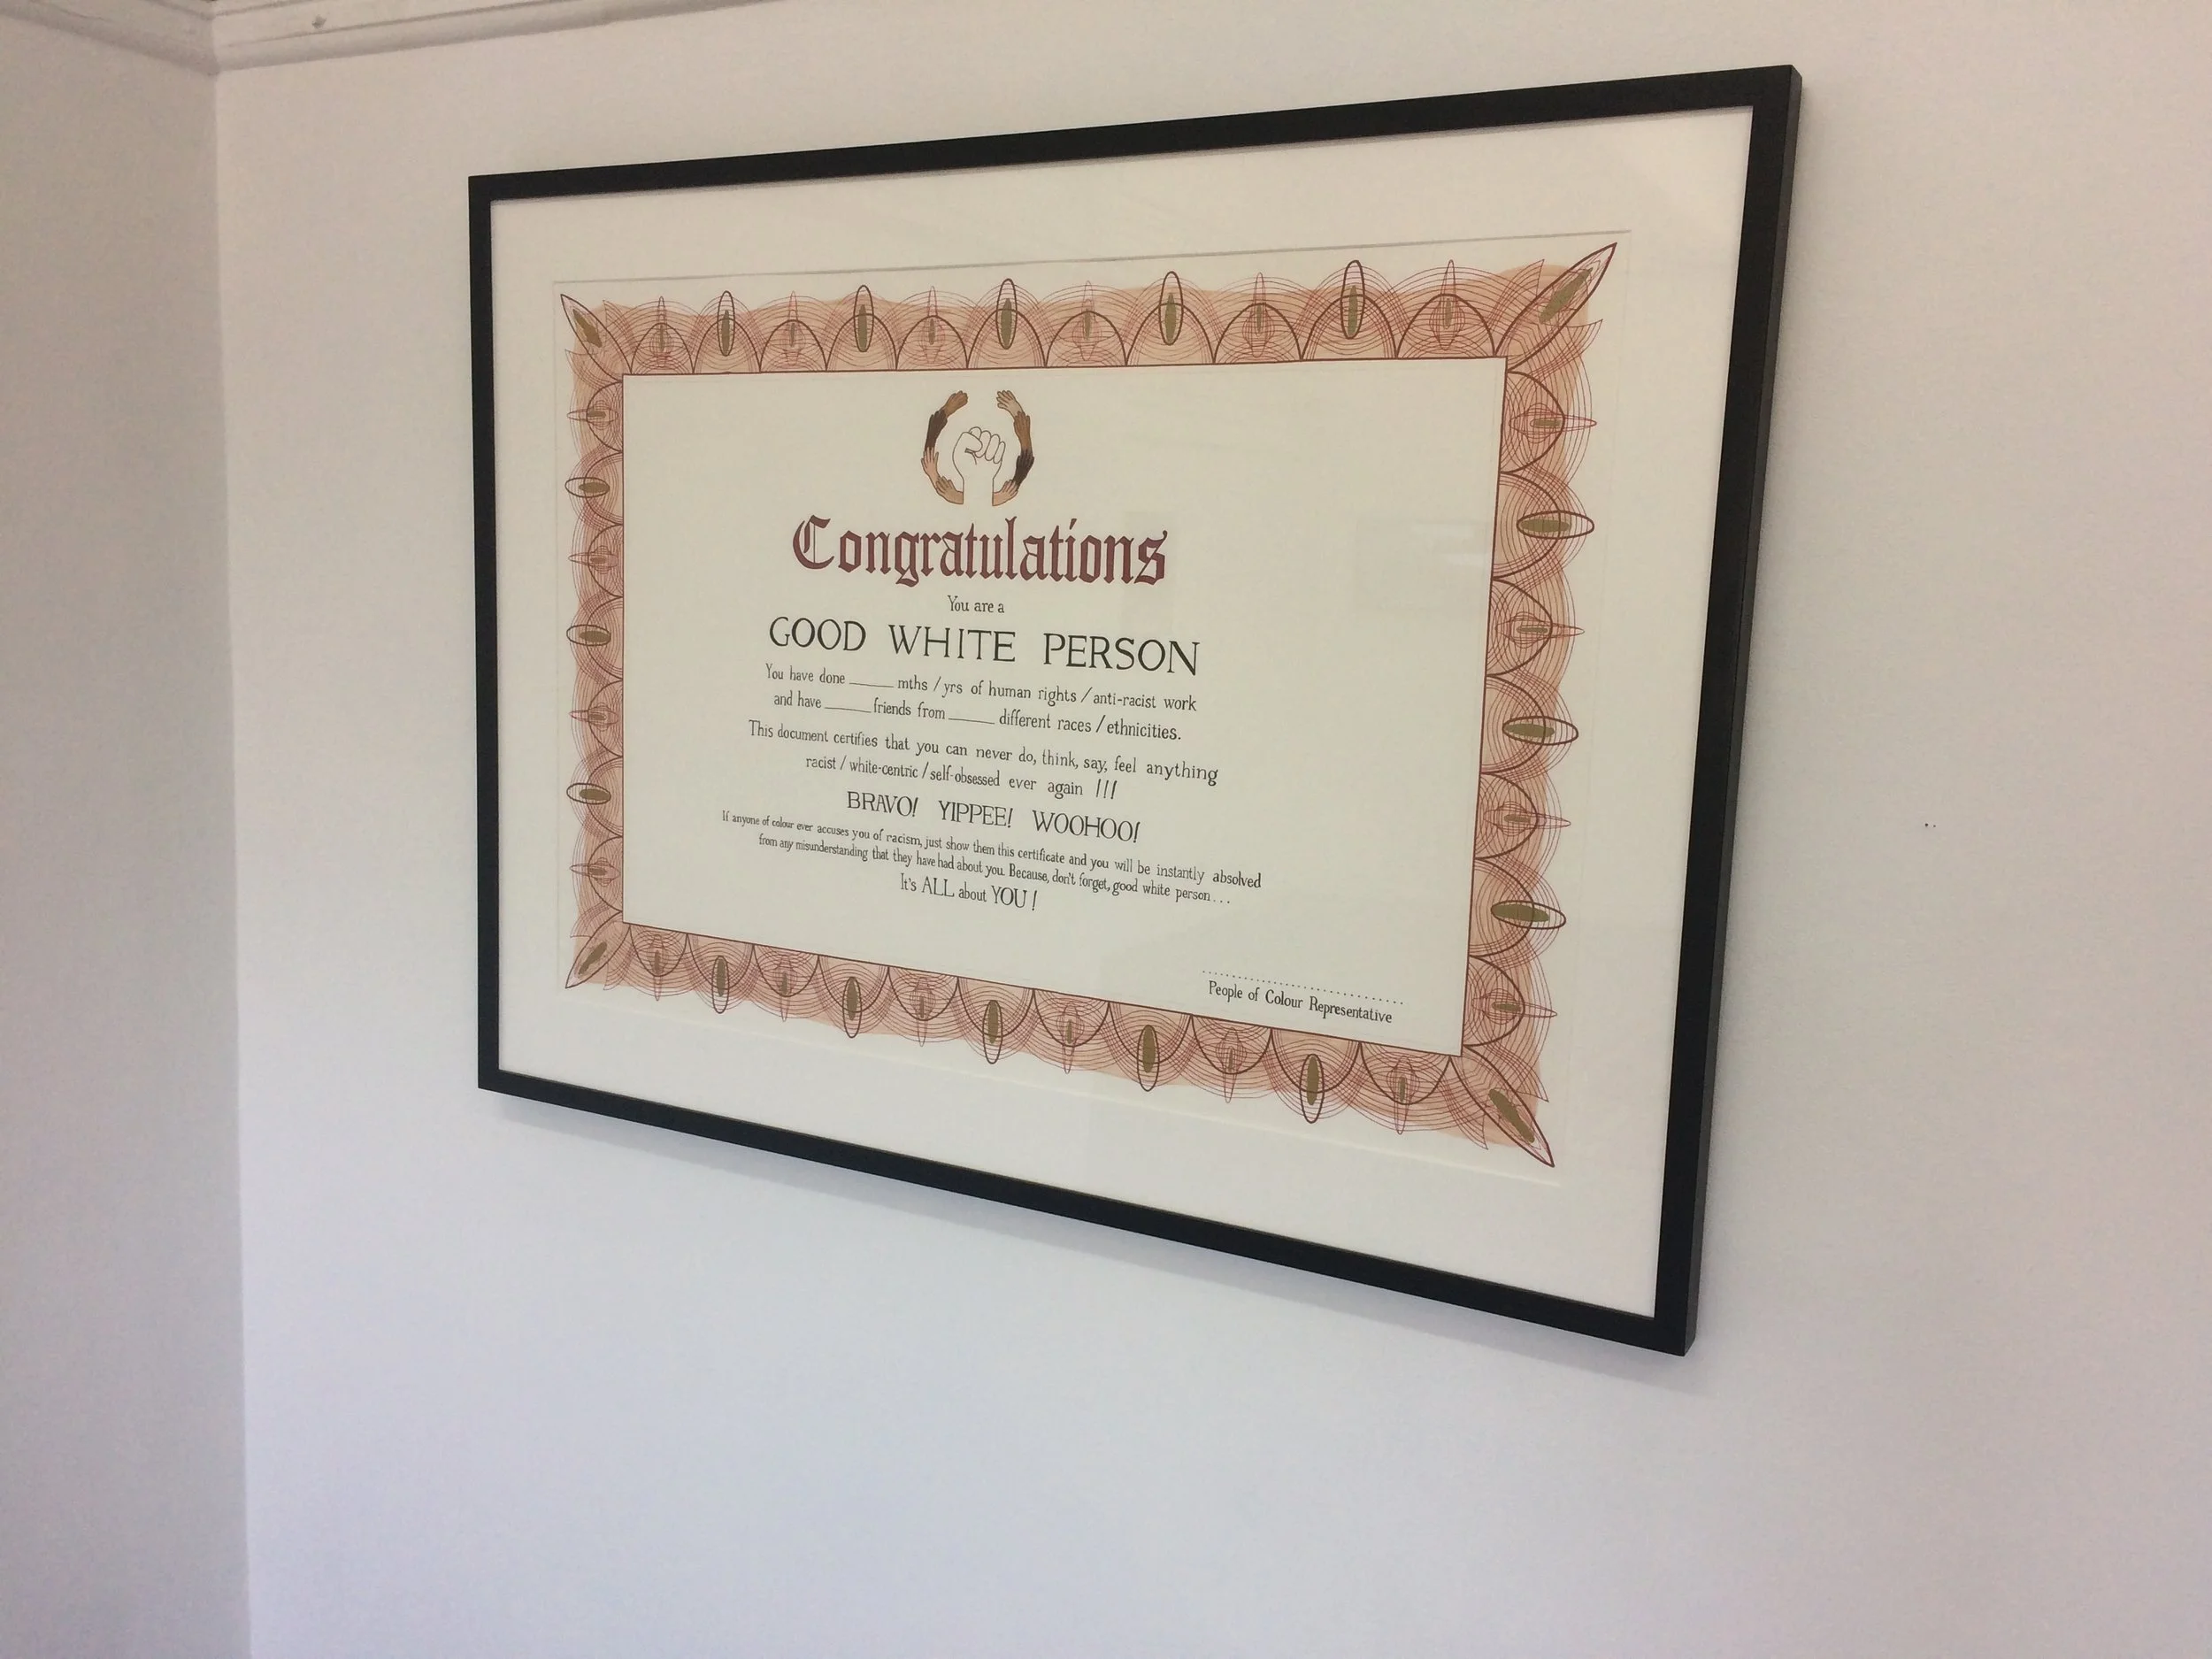 Congratulations
You are a
GOOD WHITE PERSON
You have done ______ mths / yrs of human rights / anti-racist work
and have ______ friends from ______ different races / ethnicities.
This document certifies that you can never do, think, say, feel anything
racist / white-centric / self-obsessed ever again !!!
BRAVO! YIPPEE! WOOHOO!
If anyone of colour ever accuses you of racism, just show them this certificate and you will be instantly absolved
from any misunderstanding that they have had about you. Because, don't forget, good white person...
It's ALL about YOU!
People of Colour Representative